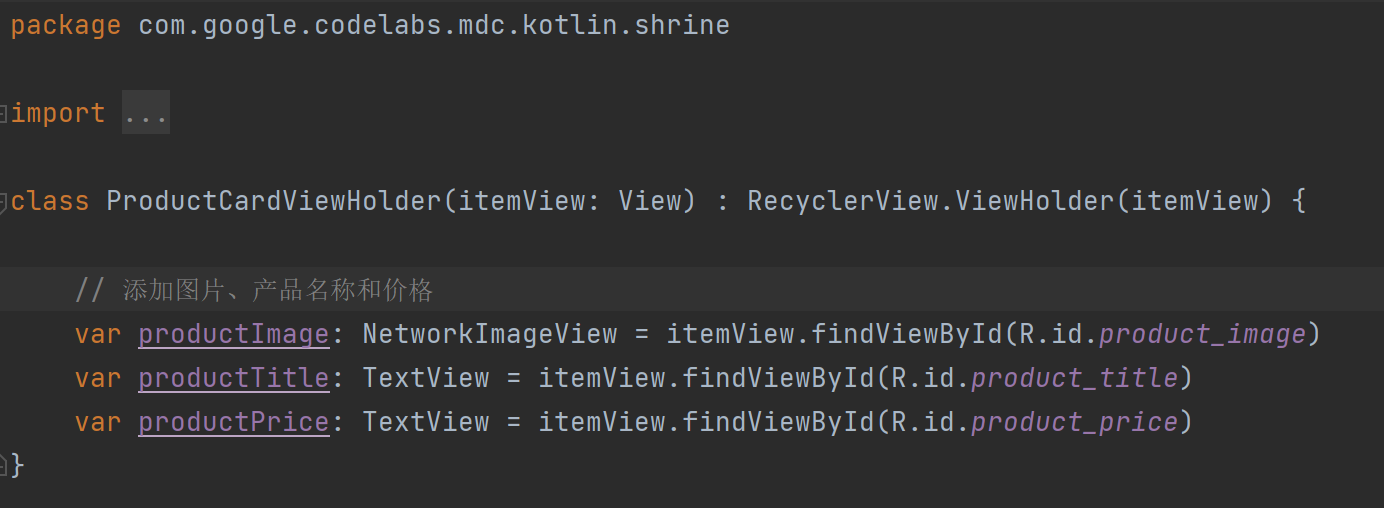 package com.google.codelabs.mdc.kotlin.shrine
import ...
class ProductCardViewHolder(itemView: View) : RecyclerView.ViewHolder(itemView) {
// 添加图片、产品名称和价格
var productImage: NetworkImageView = itemView.findViewById(R.id.product_image)
var productTitle: TextView = itemView.findViewById(R.id.product_title)
var productPrice: TextView = itemView.findViewById(R.id.product_price)
}